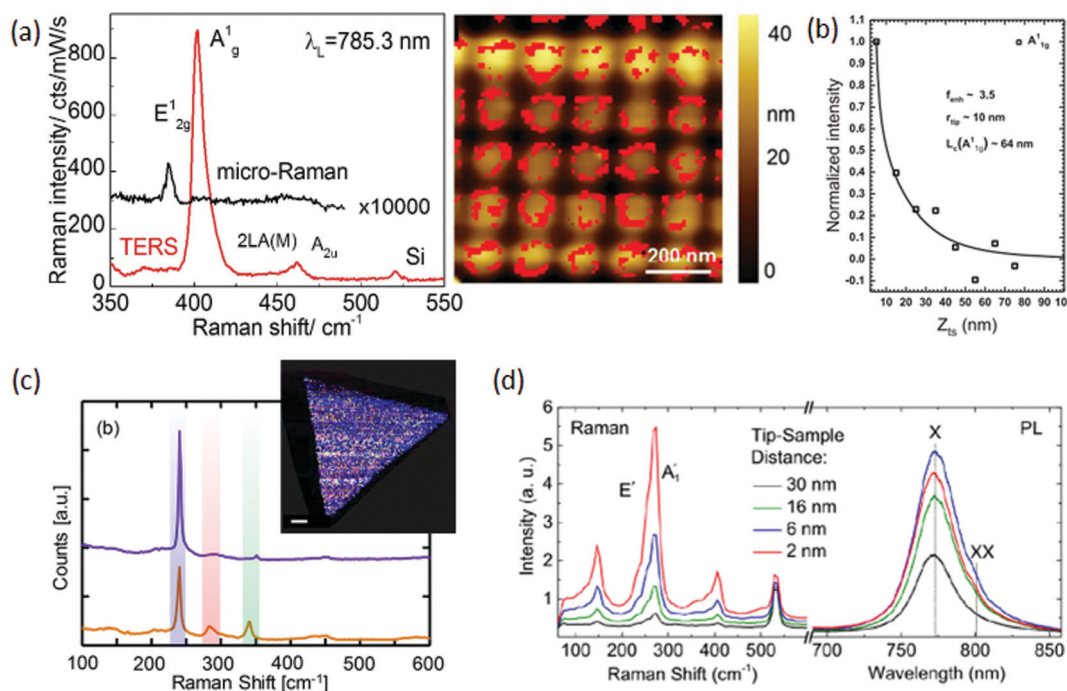 (a)
Raman intensity/ cts/mW/s
800
600
400
200
0
A¹g
λL=785.3 nm
E¹2g
micro-Raman
x10000
TERS
2LA(M)
A2u
Si
350
400
450
500
550
Raman shift/ cm⁻¹
200 nm
40
nm
20
0
(b)
Normalized intensity
1.1
1.0
0.9
0.8
0.7
0.6
0.5
0.4
0.3
0.2
0.1
0.0
-0.1
A¹1g
fenh ~ 3.5
rtip ~ 10 nm
Lc(A¹1g) ~ 64 nm
10 20 30 40 50 60 70 80 90 100
Zts (nm)
(c)
(b)
Counts [a.u.]
100 200 300 400 500 600
Raman Shift [cm⁻¹]
(d)
Intensity (a. u.)
6
5
4
3
2
1
0
Raman
E′
A′1
Tip-Sample
Distance:
30 nm
16 nm
6 nm
2 nm
X
PL
XX
100 200 300 400 500
Raman Shift (cm⁻¹)
700 750 800 850
Wavelength (nm)